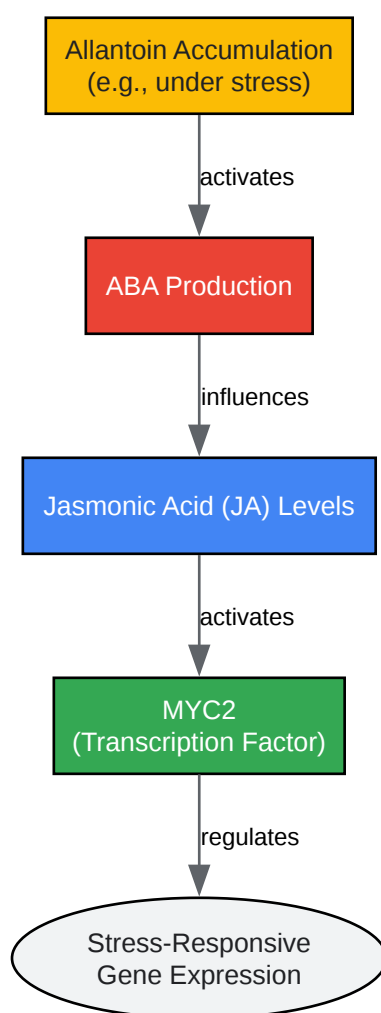 Allantoin Accumulation
(e.g., under stress)
activates
ABA Production
influences
Jasmonic Acid (JA) Levels
activates
MYC2
(Transcription Factor)
regulates
Stress-Responsive
Gene Expression